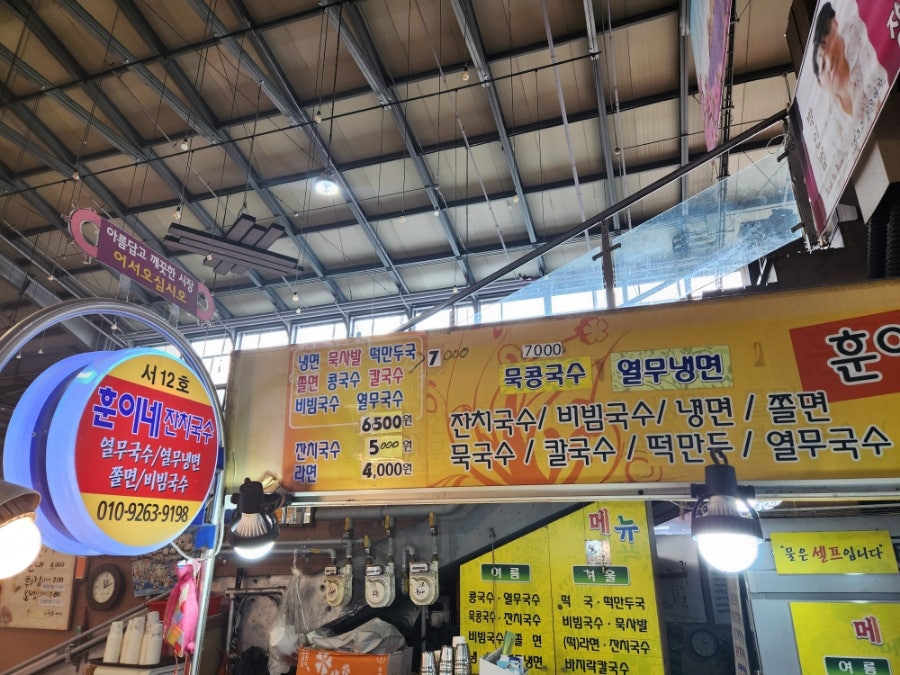 아름답고 깨끗한 시장
어서오십시오
서12호
훈이네 잔치국수
열무국수/열무냉면
쫄면/비빔국수
010-9263-9198
냉면 묵사발 떡만두국 7000
쫄면 콩국수 칼국수
비빔국수 열무국수
6500원
잔치국수 5000원
라면 4,000원
7000
묵콩국수 열무냉면
잔치국수/ 비빔국수/ 냉면 / 쫄면
묵국수 / 칼국수 / 떡만두 / 열무국수
훈이
메뉴
여름
콩국수·열무국수
묵콩국수·잔치국수
비빔국수·쫄면
냉면
겨울
떡국·떡만두국
비빔국수·묵사발
(떡)라면·잔치국수
바지락칼국수
"물은 셀프입니다"
메
여름